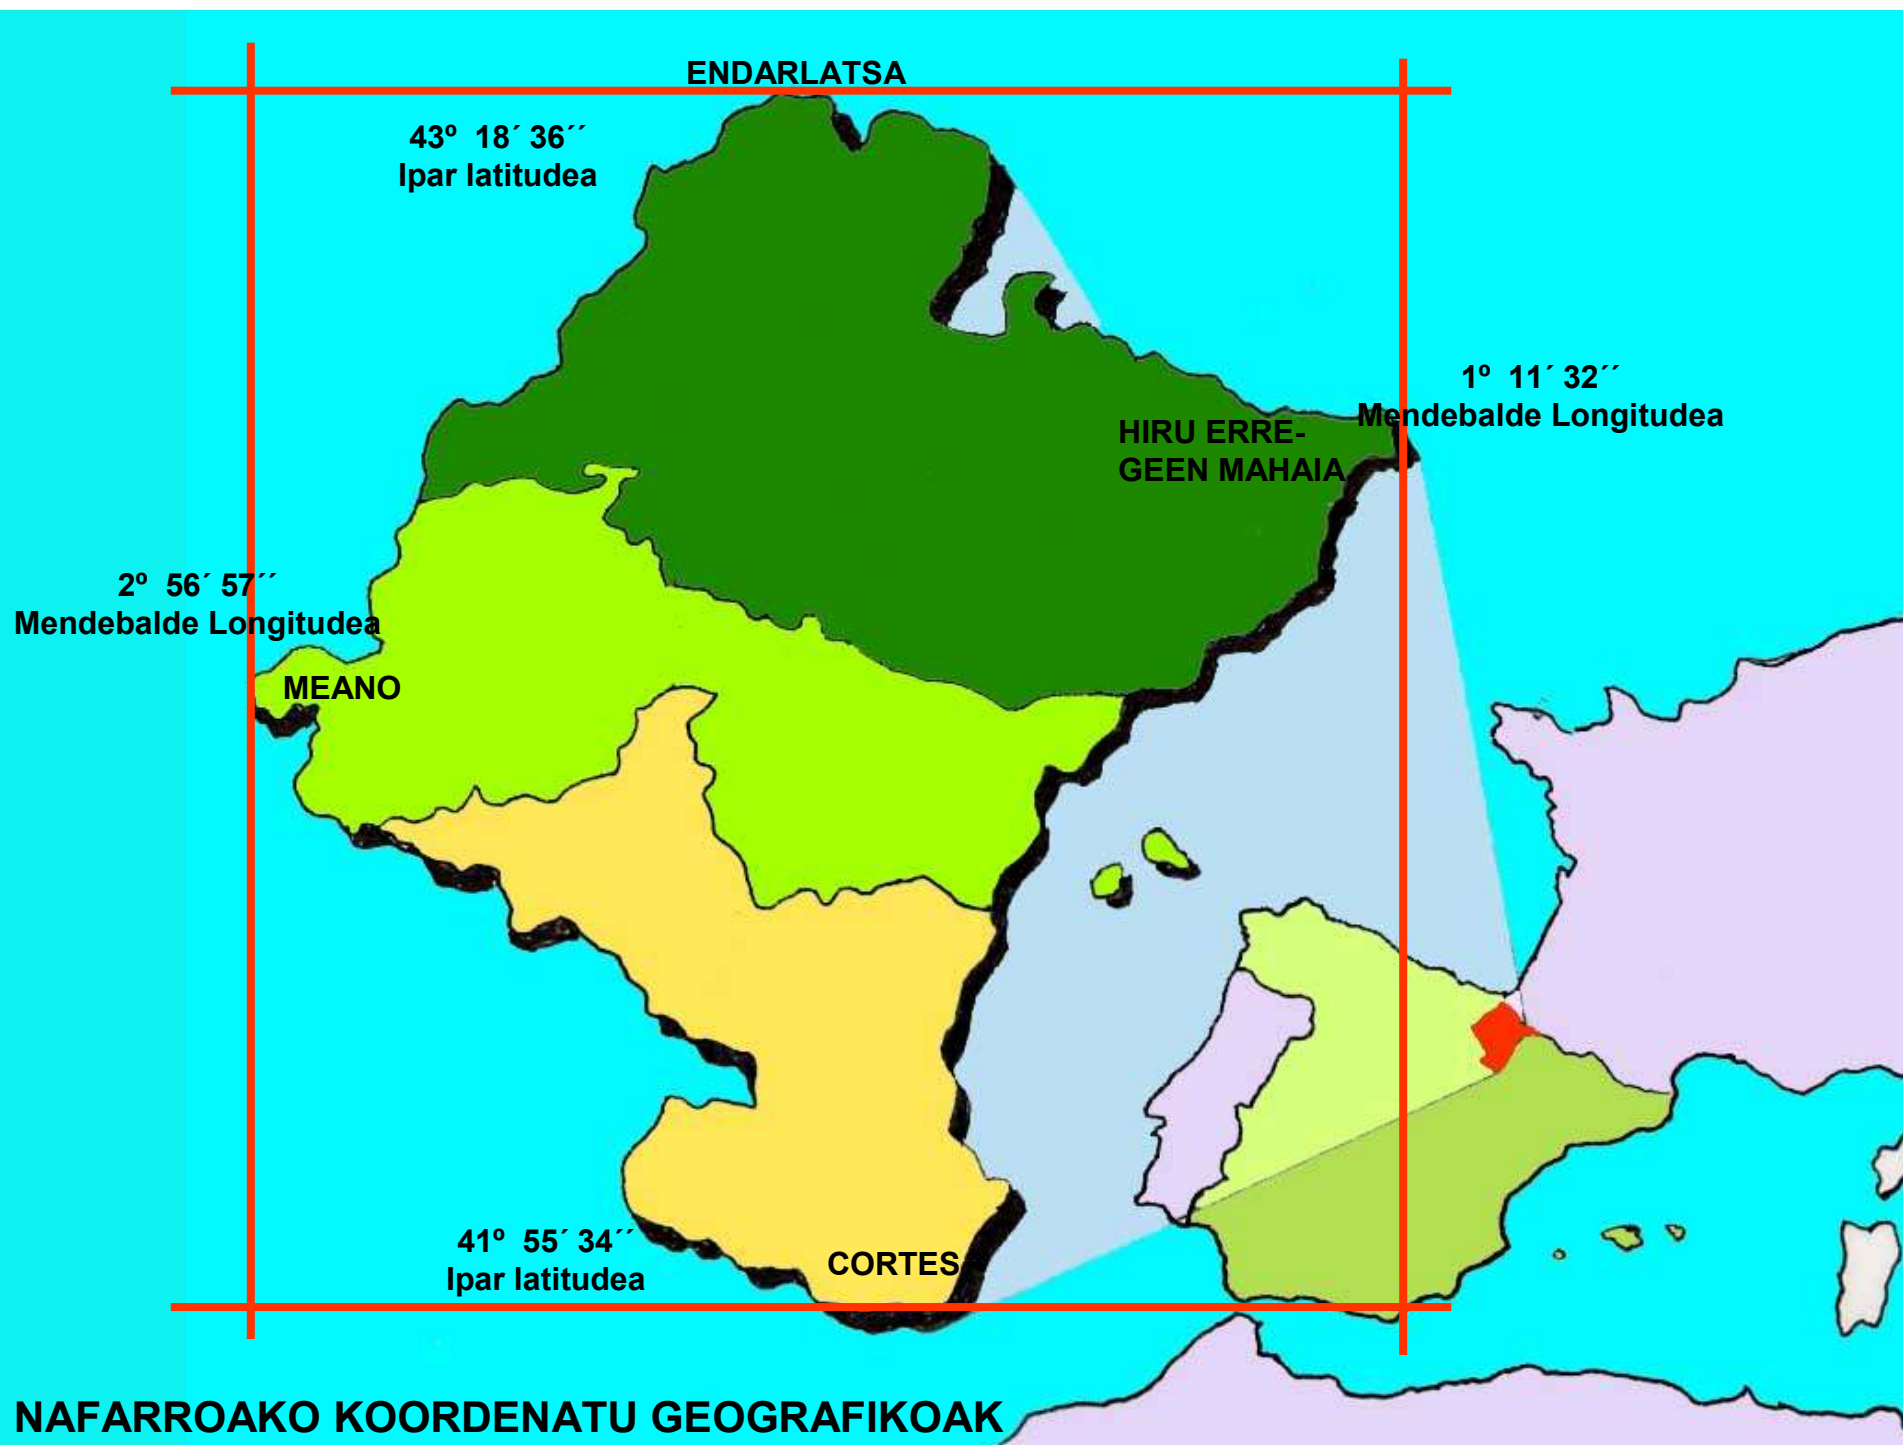 ENDARLATSA
43º 18´ 36´´
Ipar latitudea
1º 11´ 32´´
Mendebalde Longitudea
HIRU ERRE-
GEEN MAHAIA
2º 56´ 57´´
Mendebalde Longitudea
MEANO
41º 55´ 34´´
Ipar latitudea
CORTES
NAFARROAKO KOORDENATU GEOGRAFIKOAK